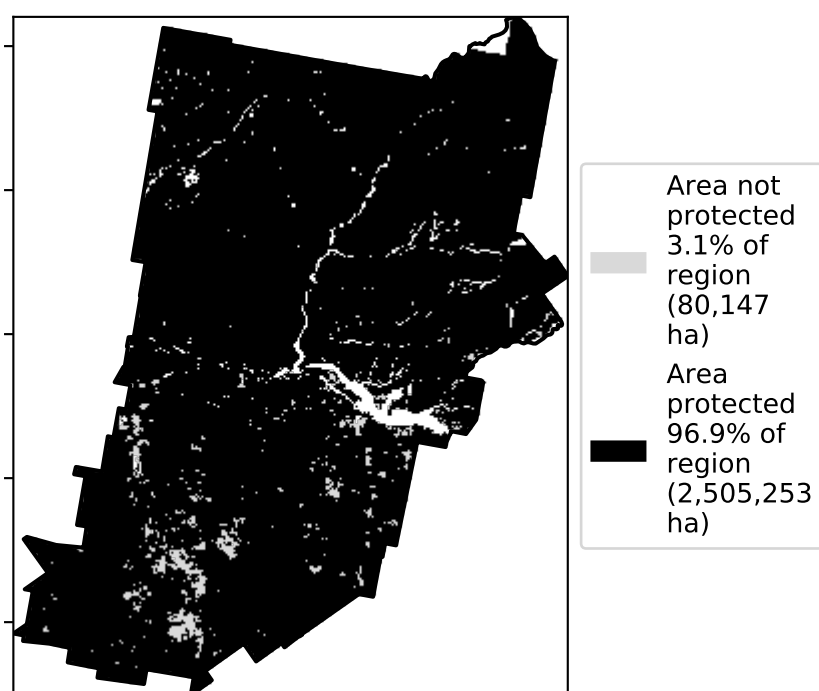 Area not
protected
3.1% of
region
(80,147
ha)
Area
protected
96.9% of
region
(2,505,253
ha)